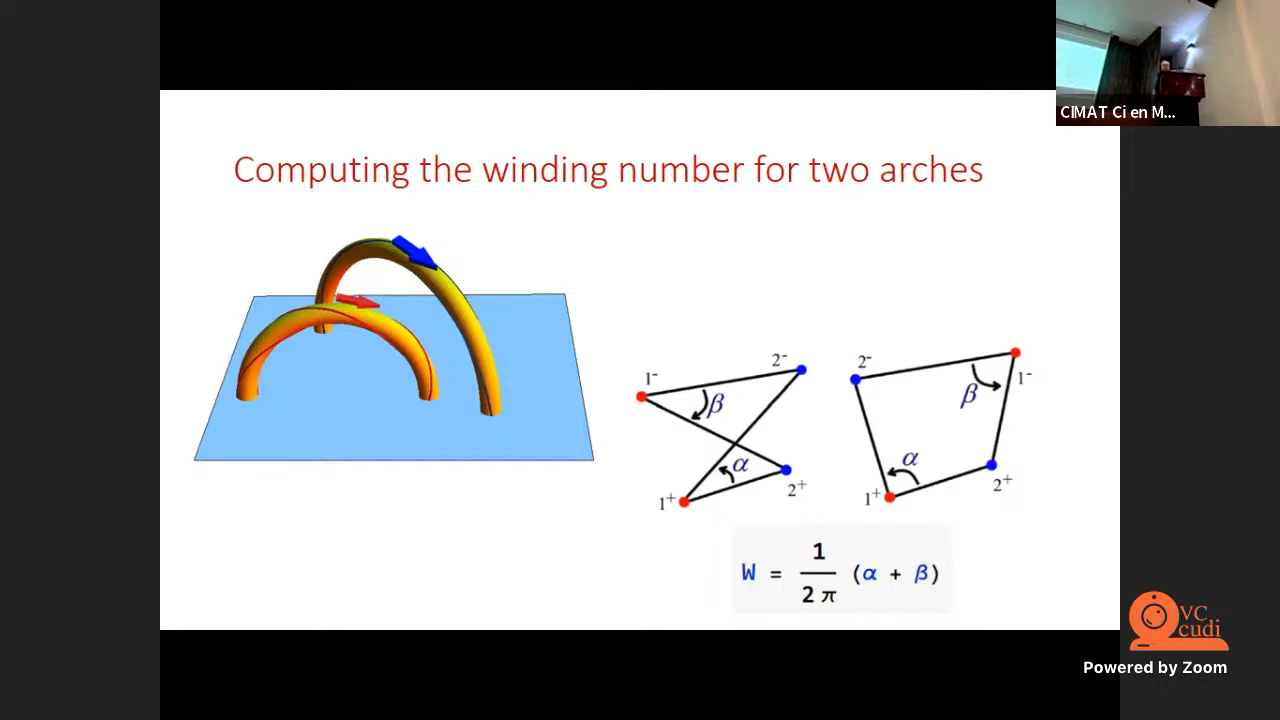 CIMAT Ci en M...
Computing the winding number for two arches
1⁻
2⁻
β
α
1⁺
2⁺
2⁻
1⁻
β
α
1⁺
2⁺
W = 1 / 2 π (α + β)
VC
cudi
Powered by Zoom